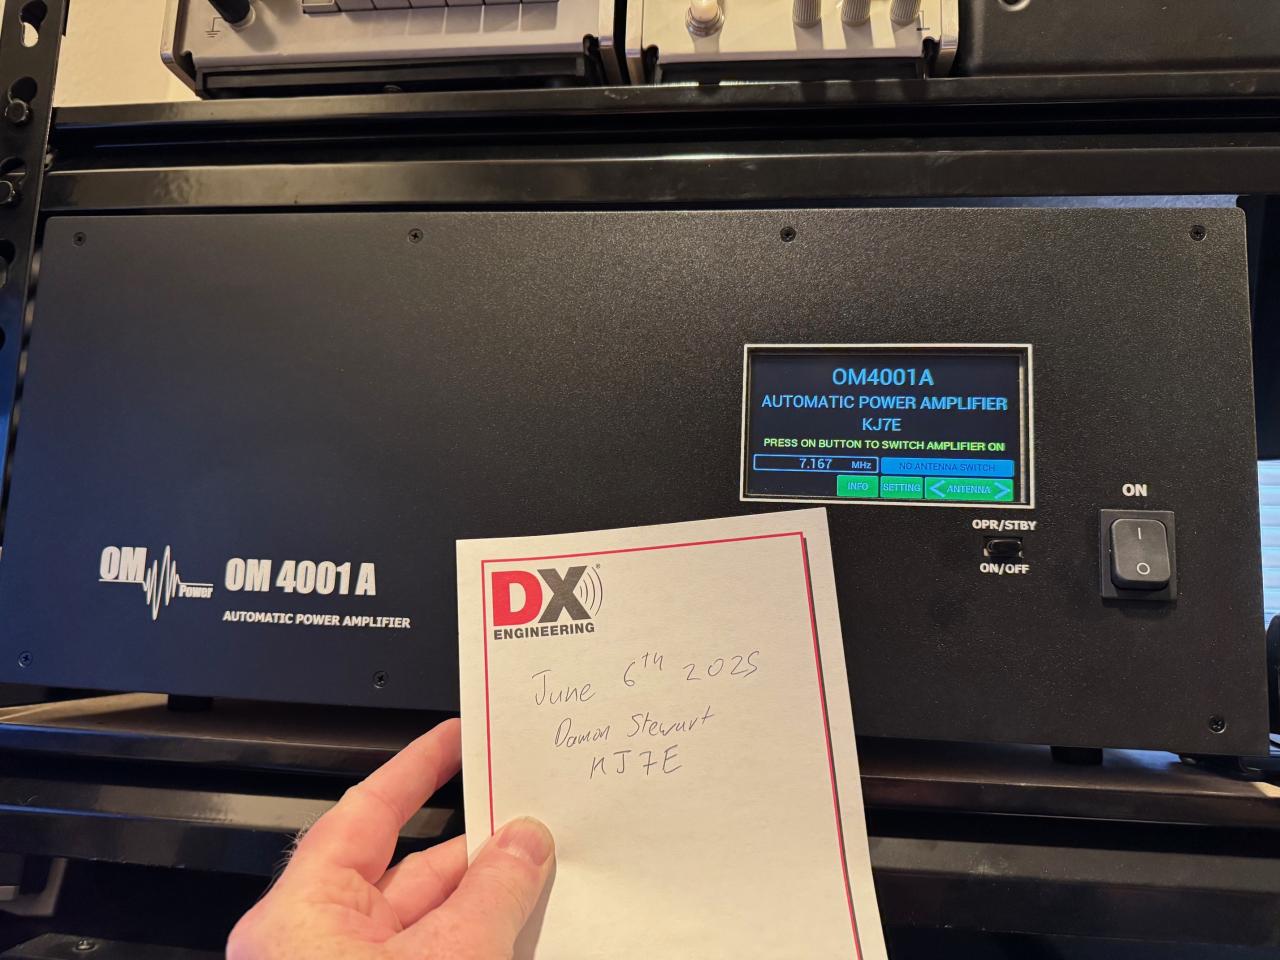 OM4001A
AUTOMATIC POWER AMPLIFIER
KJ7E
PRESS ON BUTTON TO SWITCH AMPLIFIER ON
7.167 MHz
NO ANTENNA SWITCH
INFO
SETTING
< ANTENNA >
ON
OPR/STBY
ON/OFF
I
O
OM Power
OM 4001 A
AUTOMATIC POWER AMPLIFIER
DX®
ENGINEERING
June 6th 2025
Damon Stewart
KJ7E